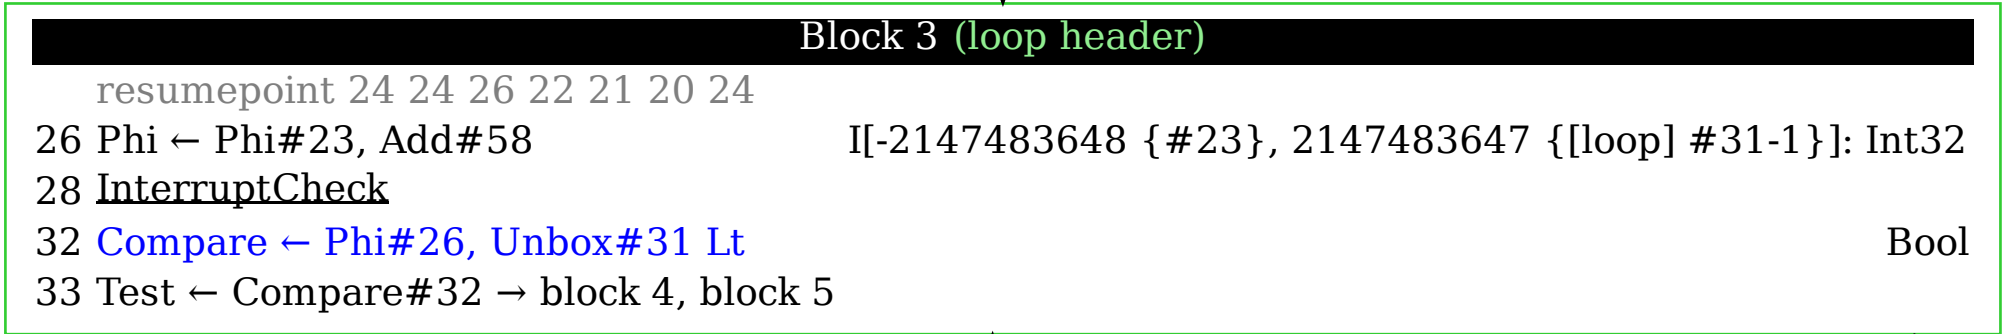 Block 3 (loop header)
resumepoint 24 24 26 22 21 20 24
26 Phi ← Phi#23, Add#58 I[-2147483648 {#23}, 2147483647 {[loop] #31-1}]: Int32
28 InterruptCheck
32 Compare ← Phi#26, Unbox#31 Lt Bool
33 Test ← Compare#32 → block 4, block 5